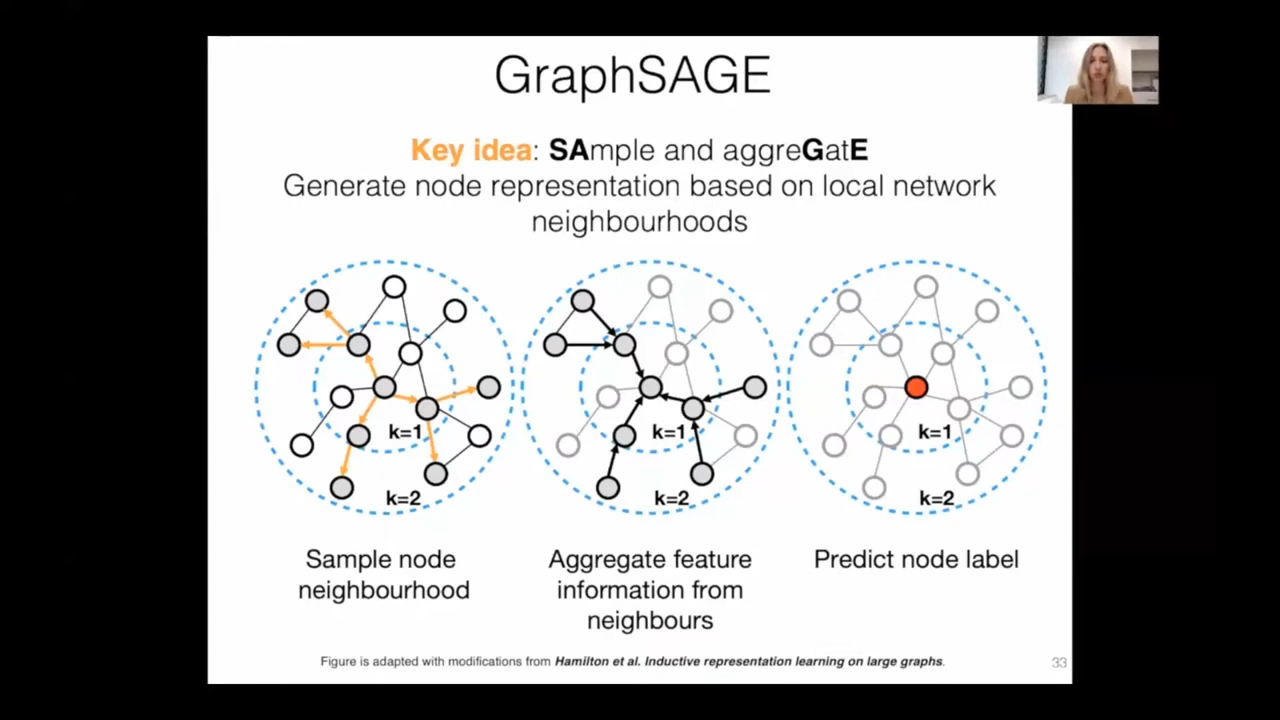 GraphSAGE
Key idea: SAmple and aggreGatE
Generate node representation based on local network
neighbourhoods
k=1
k=2
k=1
k=2
k=1
k=2
Sample node
neighbourhood
Aggregate feature
information from
neighbours
Predict node label
Figure is adapted with modifications from Hamilton et al. Inductive representation learning on large graphs.
33